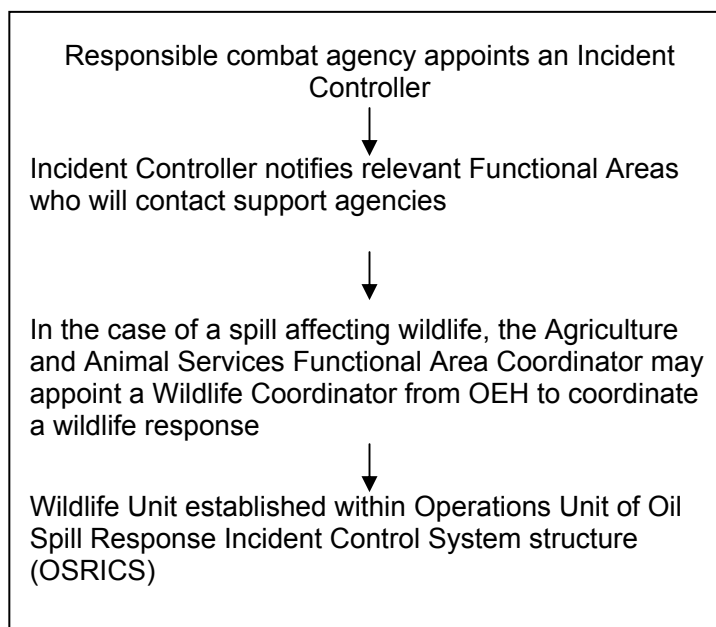 Responsible combat agency appoints an Incident
Controller
Incident Controller notifies relevant Functional Areas
who will contact support agencies
In the case of a spill affecting wildlife, the Agriculture
and Animal Services Functional Area Coordinator may
appoint a Wildlife Coordinator from OEH to coordinate
a wildlife response
Wildlife Unit established within Operations Unit of Oil
Spill Response Incident Control System structure
(OSRICS)